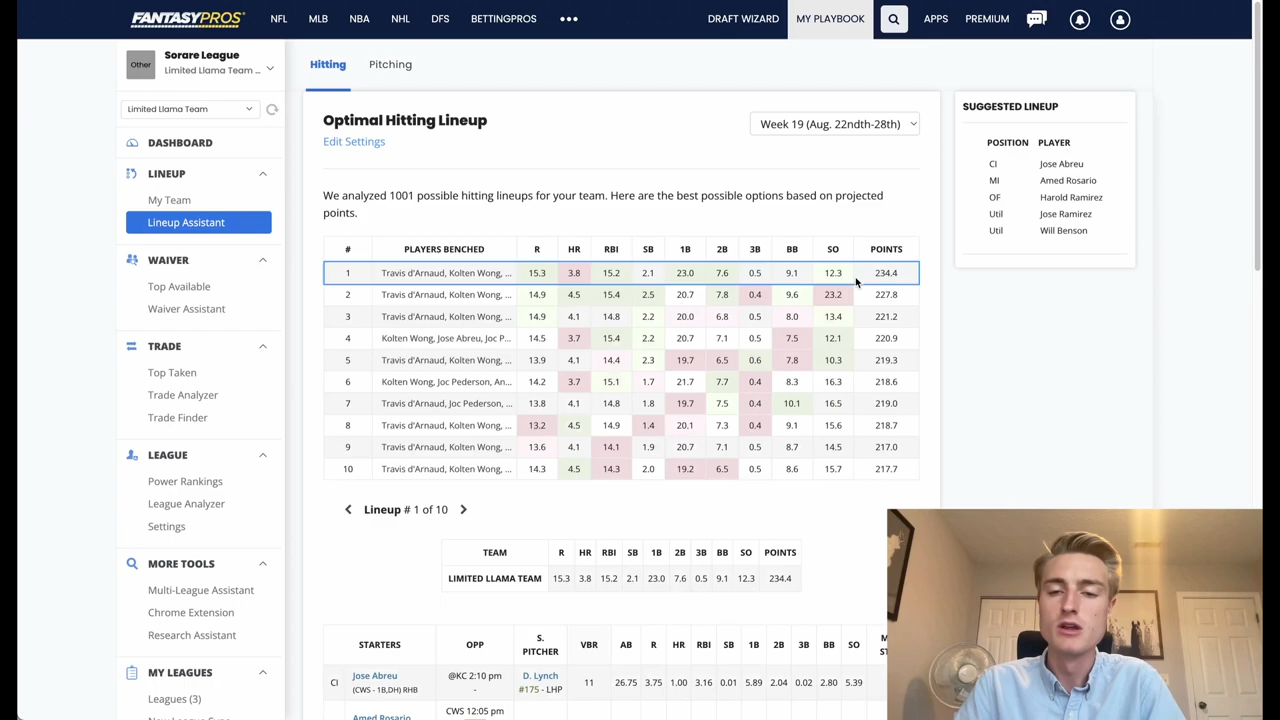 FANTASYPROS NFL MLB NBA NHL DFS BETTINGPROS ••• DRAFT WIZARD MY PLAYBOOK APPS PREMIUM
Other
Sorare League
Limited Llama Team ...
Limited Llama Team
DASHBOARD
LINEUP
My Team
Lineup Assistant
WAIVER
Top Available
Waiver Assistant
TRADE
Top Taken
Trade Analyzer
Trade Finder
LEAGUE
Power Rankings
League Analyzer
Settings
MORE TOOLS
Multi-League Assistant
Chrome Extension
Research Assistant
MY LEAGUES
Leagues (3)
New League Sync
Hitting Pitching
Optimal Hitting Lineup
Edit Settings
Week 19 (Aug. 22ndth-28th)
We analyzed 1001 possible hitting lineups for your team. Here are the best possible options based on projected
points.
# PLAYERS BENCHED R HR RBI SB 1B 2B 3B BB SO POINTS
1 Travis d'Arnaud, Kolten Wong, ... 15.3 3.8 15.2 2.1 23.0 7.6 0.5 9.1 12.3 234.4
2 Travis d'Arnaud, Kolten Wong, ... 14.9 4.5 15.4 2.5 20.7 7.8 0.4 9.6 23.2 227.8
3 Travis d'Arnaud, Kolten Wong, ... 14.9 4.1 14.8 2.2 20.0 6.8 0.5 8.0 13.4 221.2
4 Kolten Wong, Jose Abreu, Joc P... 14.5 3.7 15.4 2.2 20.7 7.1 0.5 7.5 12.1 220.9
5 Travis d'Arnaud, Kolten Wong, ... 13.9 4.1 14.4 2.3 19.7 6.5 0.6 7.8 10.3 219.3
6 Kolten Wong, Joc Pederson, An... 14.2 3.7 15.1 1.7 21.7 7.7 0.4 8.3 16.3 218.6
7 Travis d'Arnaud, Joc Pederson, ... 13.8 4.1 14.8 1.8 19.7 7.5 0.4 10.1 16.5 219.0
8 Travis d'Arnaud, Kolten Wong, ... 13.2 4.5 14.9 1.4 20.1 7.3 0.4 9.1 15.6 218.7
9 Travis d'Arnaud, Kolten Wong, ... 13.6 4.1 14.1 1.9 20.7 7.1 0.5 8.7 14.5 217.0
10 Travis d'Arnaud, Kolten Wong, ... 14.3 4.5 14.3 2.0 19.2 6.5 0.5 8.6 15.7 217.7
Lineup # 1 of 10
TEAM R HR RBI SB 1B 2B 3B BB SO POINTS
LIMITED LLAMA TEAM 15.3 3.8 15.2 2.1 23.0 7.6 0.5 9.1 12.3 234.4
STARTERS OPP S. PITCHER VBR AB R HR RBI SB 1B 2B 3B BB SO
CI Jose Abreu @KC 2:10 pm D. Lynch 11 26.75 3.75 1.00 3.16 0.01 5.89 2.04 0.02 2.80 5.39
(CWS - 1B,DH) RHB - #175 - LHP
Amed Rosario CWS 12:05 pm
SUGGESTED LINEUP
POSITION PLAYER
CI Jose Abreu
MI Amed Rosario
OF Harold Ramirez
Util Jose Ramirez
Util Will Benson